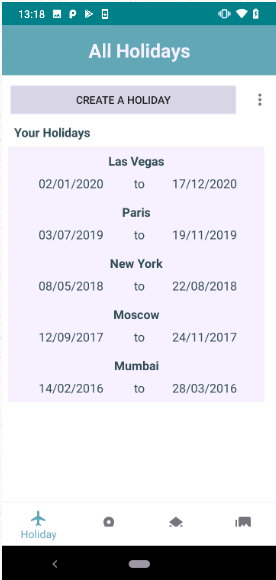 13:18
All Holidays
CREATE A HOLIDAY
Your Holidays
Las Vegas
02/01/2020 to 17/12/2020
Paris
03/07/2019 to 19/11/2019
New York
08/05/2018 to 22/08/2018
Moscow
12/09/2017 to 24/11/2017
Mumbai
14/02/2016 to 28/03/2016
Holiday